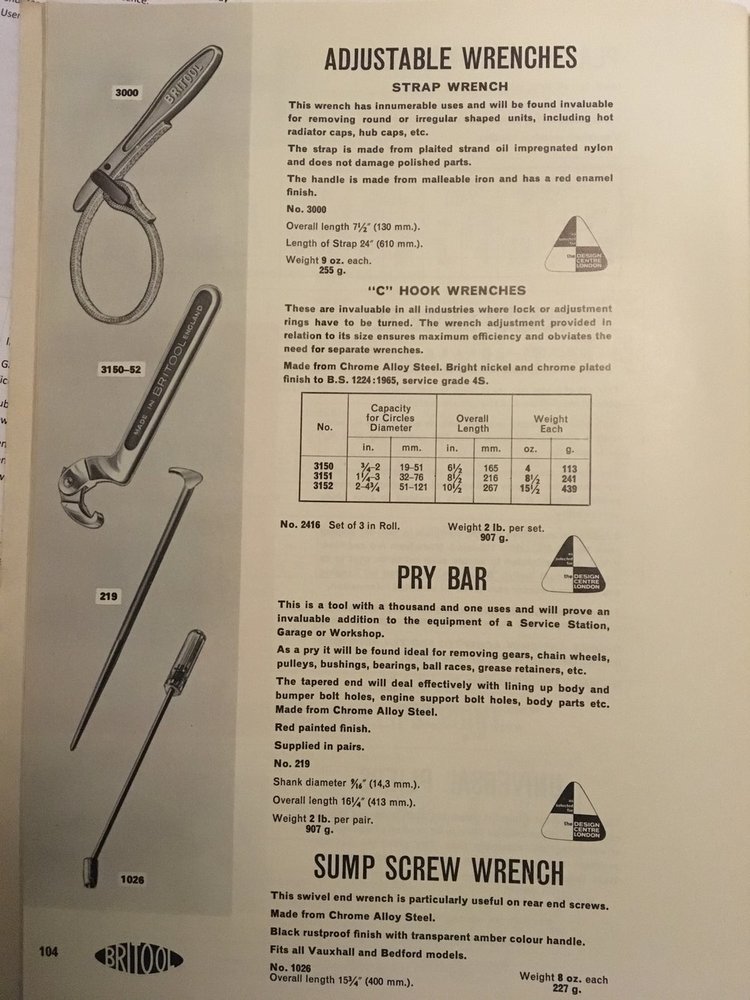 User
3000
BRITOOL
3150-52
MADE IN BRITOOL ENGLAND
219
1026
104
BRITOOL
ADJUSTABLE WRENCHES
STRAP WRENCH
This wrench has innumerable uses and will be found invaluable
for removing round or irregular shaped units, including hot
radiator caps, hub caps, etc.
The strap is made from plaited strand oil impregnated nylon
and does not damage polished parts.
The handle is made from malleable iron and has a red enamel
finish.
No. 3000
Overall length 7½″ (130 mm.).
Length of Strap 24″ (610 mm.).
Weight 9 oz. each.
255 g.
as selected for the DESIGN CENTRE LONDON
"C" HOOK WRENCHES
These are invaluable in all industries where lock or adjustment
rings have to be turned. The wrench adjustment provided in
relation to its size ensures maximum efficiency and obviates the
need for separate wrenches.
Made from Chrome Alloy Steel. Bright nickel and chrome plated
finish to B.S. 1224:1965, service grade 4S.
No. Capacity for Circles Diameter Overall Length Weight Each
in. mm. in. mm. oz. g.
3150 ¾-2 19-51 6½ 165 4 113
3151 1¼-3 32-76 8½ 216 8½ 241
3152 2-4¾ 51-121 10½ 267 15½ 439
No. 2416 Set of 3 in Roll. Weight 2 lb. per set.
907 g.
as selected for the DESIGN CENTRE LONDON
PRY BAR
This is a tool with a thousand and one uses and will prove an
invaluable addition to the equipment of a Service Station,
Garage or Workshop.
As a pry it will be found ideal for removing gears, chain wheels,
pulleys, bushings, bearings, ball races, grease retainers, etc.
The tapered end will deal effectively with lining up body and
bumper bolt holes, engine support bolt holes, body parts etc.
Made from Chrome Alloy Steel.
Red painted finish.
Supplied in pairs.
No. 219
Shank diameter 9/16″ (14,3 mm.).
Overall length 16¼″ (413 mm.).
Weight 2 lb. per pair.
907 g.
as selected for the DESIGN CENTRE LONDON
SUMP SCREW WRENCH
This swivel end wrench is particularly useful on rear end screws.
Made from Chrome Alloy Steel.
Black rustproof finish with transparent amber colour handle.
Fits all Vauxhall and Bedford models.
No. 1026
Overall length 15¾″ (400 mm.). Weight 8 oz. each
227 g.